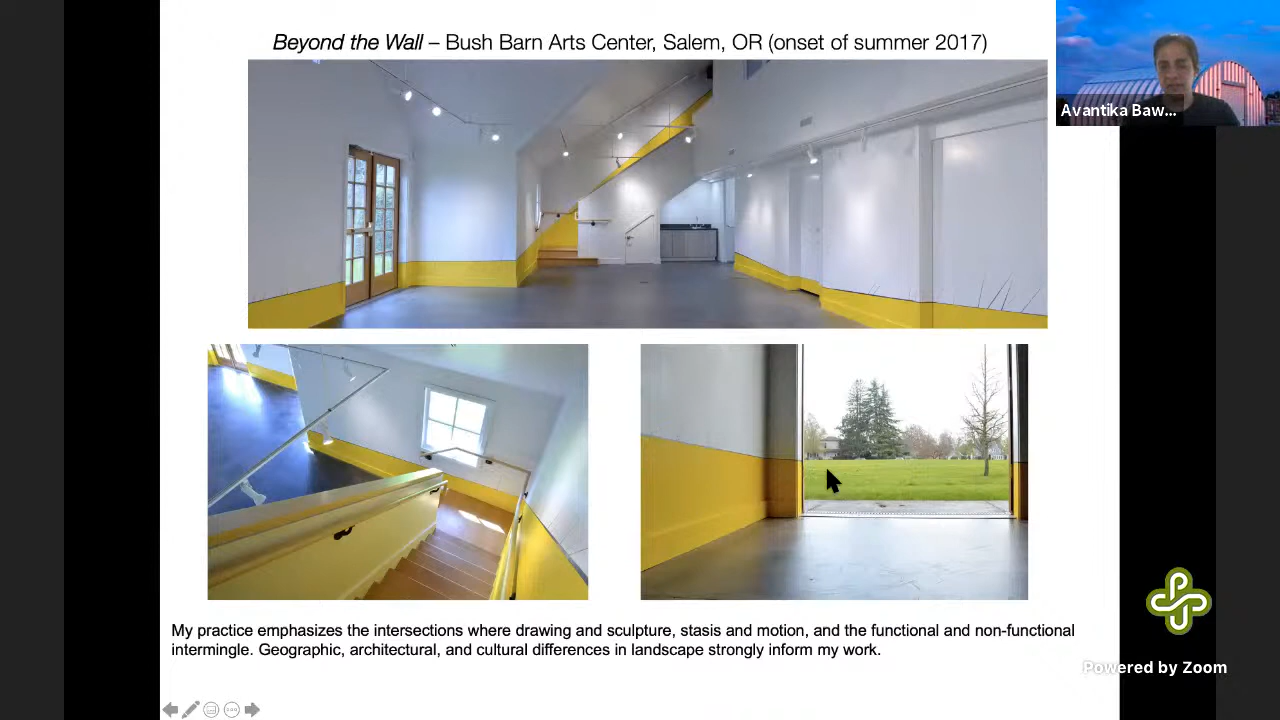 Beyond the Wall – Bush Barn Arts Center, Salem, OR (onset of summer 2017)
Avantika Baw...
My practice emphasizes the intersections where drawing and sculpture, stasis and motion, and the functional and non-functional
intermingle. Geographic, architectural, and cultural differences in landscape strongly inform my work.
Powered by Zoom